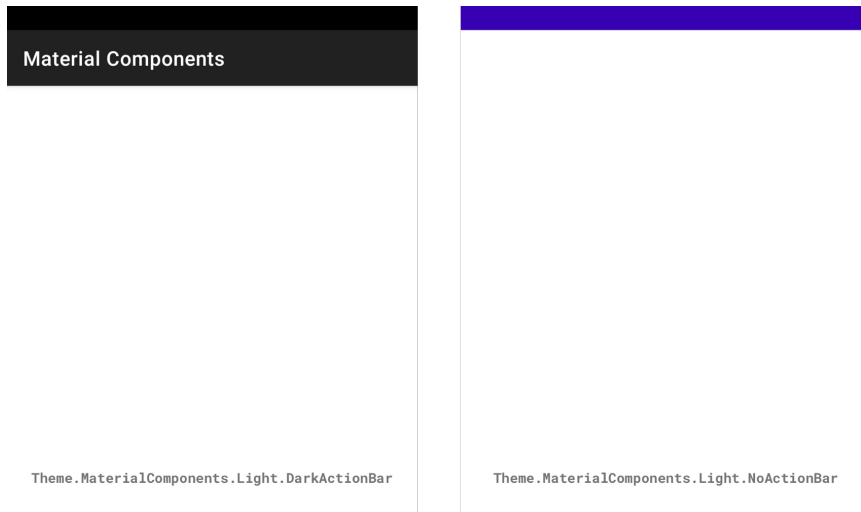 Material Components
Theme.MaterialComponents.Light.DarkActionBar
Theme.MaterialComponents.Light.NoActionBar